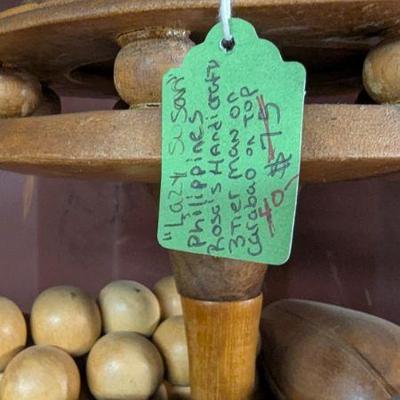 "Lazy Susan"
Philippines
Rosa's Handicraft
3 Tier Man on
Carabao on TOP
$ 75
40-